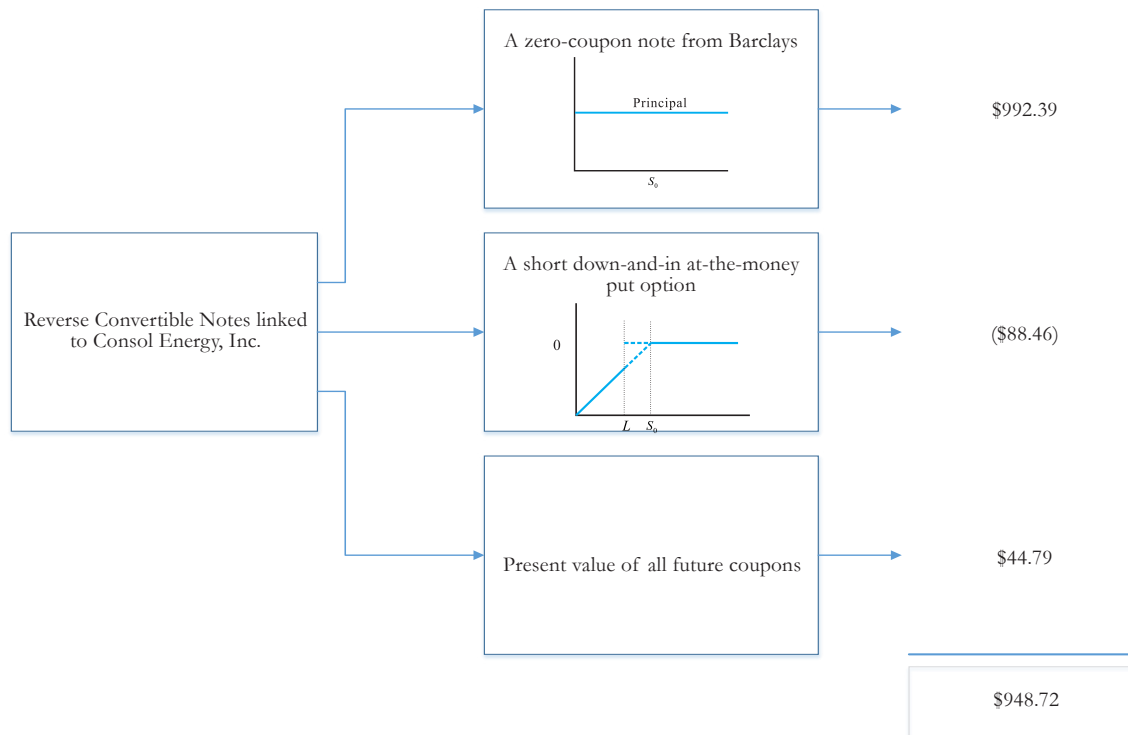 A zero-coupon note from Barclays
Principal
S₀
$992.39
Reverse Convertible Notes linked
to Consol Energy, Inc.
A short down-and-in at-the-money
put option
0
L
S₀
($88.46)
Present value of all future coupons
$44.79
$948.72